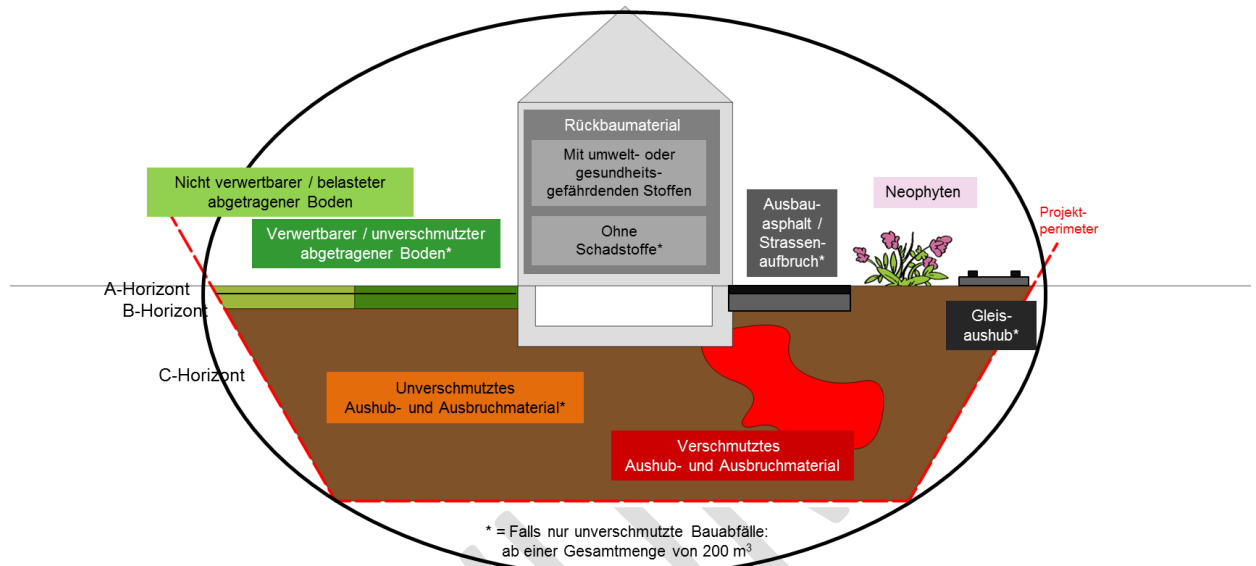 Rückbaumaterial
Mit umwelt- oder
gesundheits-
gefährdenden Stoffen
Ohne
Schadstoffe*
Nicht verwertbarer / belasteter
abgetragener Boden
Verwertbarer / unverschmutzter
abgetragener Boden*
Ausbau-
asphalt /
Strassen-
aufbruch*
Neophyten
Projekt-
perimeter
A-Horizont
B-Horizont
C-Horizont
Gleis-
aushub*
Unverschmutztes
Aushub- und Ausbruchmaterial*
Verschmutztes
Aushub- und Ausbruchmaterial
* = Falls nur unverschmutzte Bauabfälle:
ab einer Gesamtmenge von 200 m³